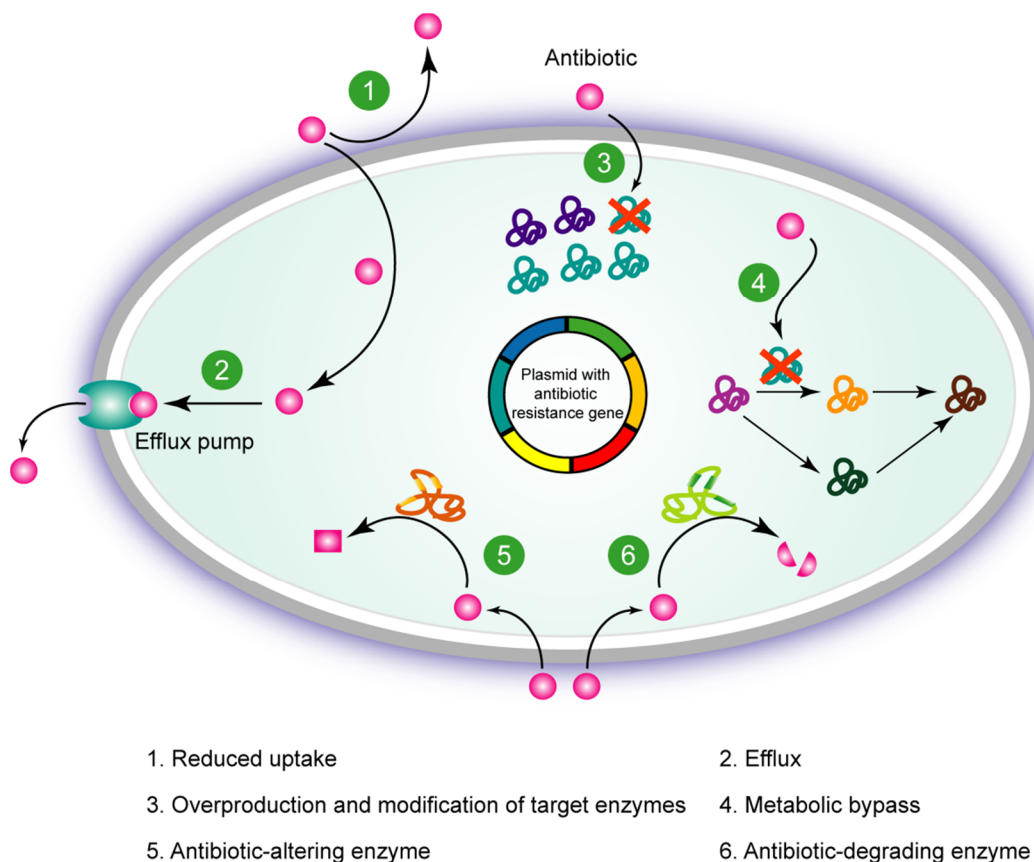 Antibiotic
1
3
4
2
Efflux pump
Plasmid with
antibiotic
resistance gene
5
6
1. Reduced uptake
2. Efflux
3. Overproduction and modification of target enzymes
4. Metabolic bypass
5. Antibiotic-altering enzyme
6. Antibiotic-degrading enzyme